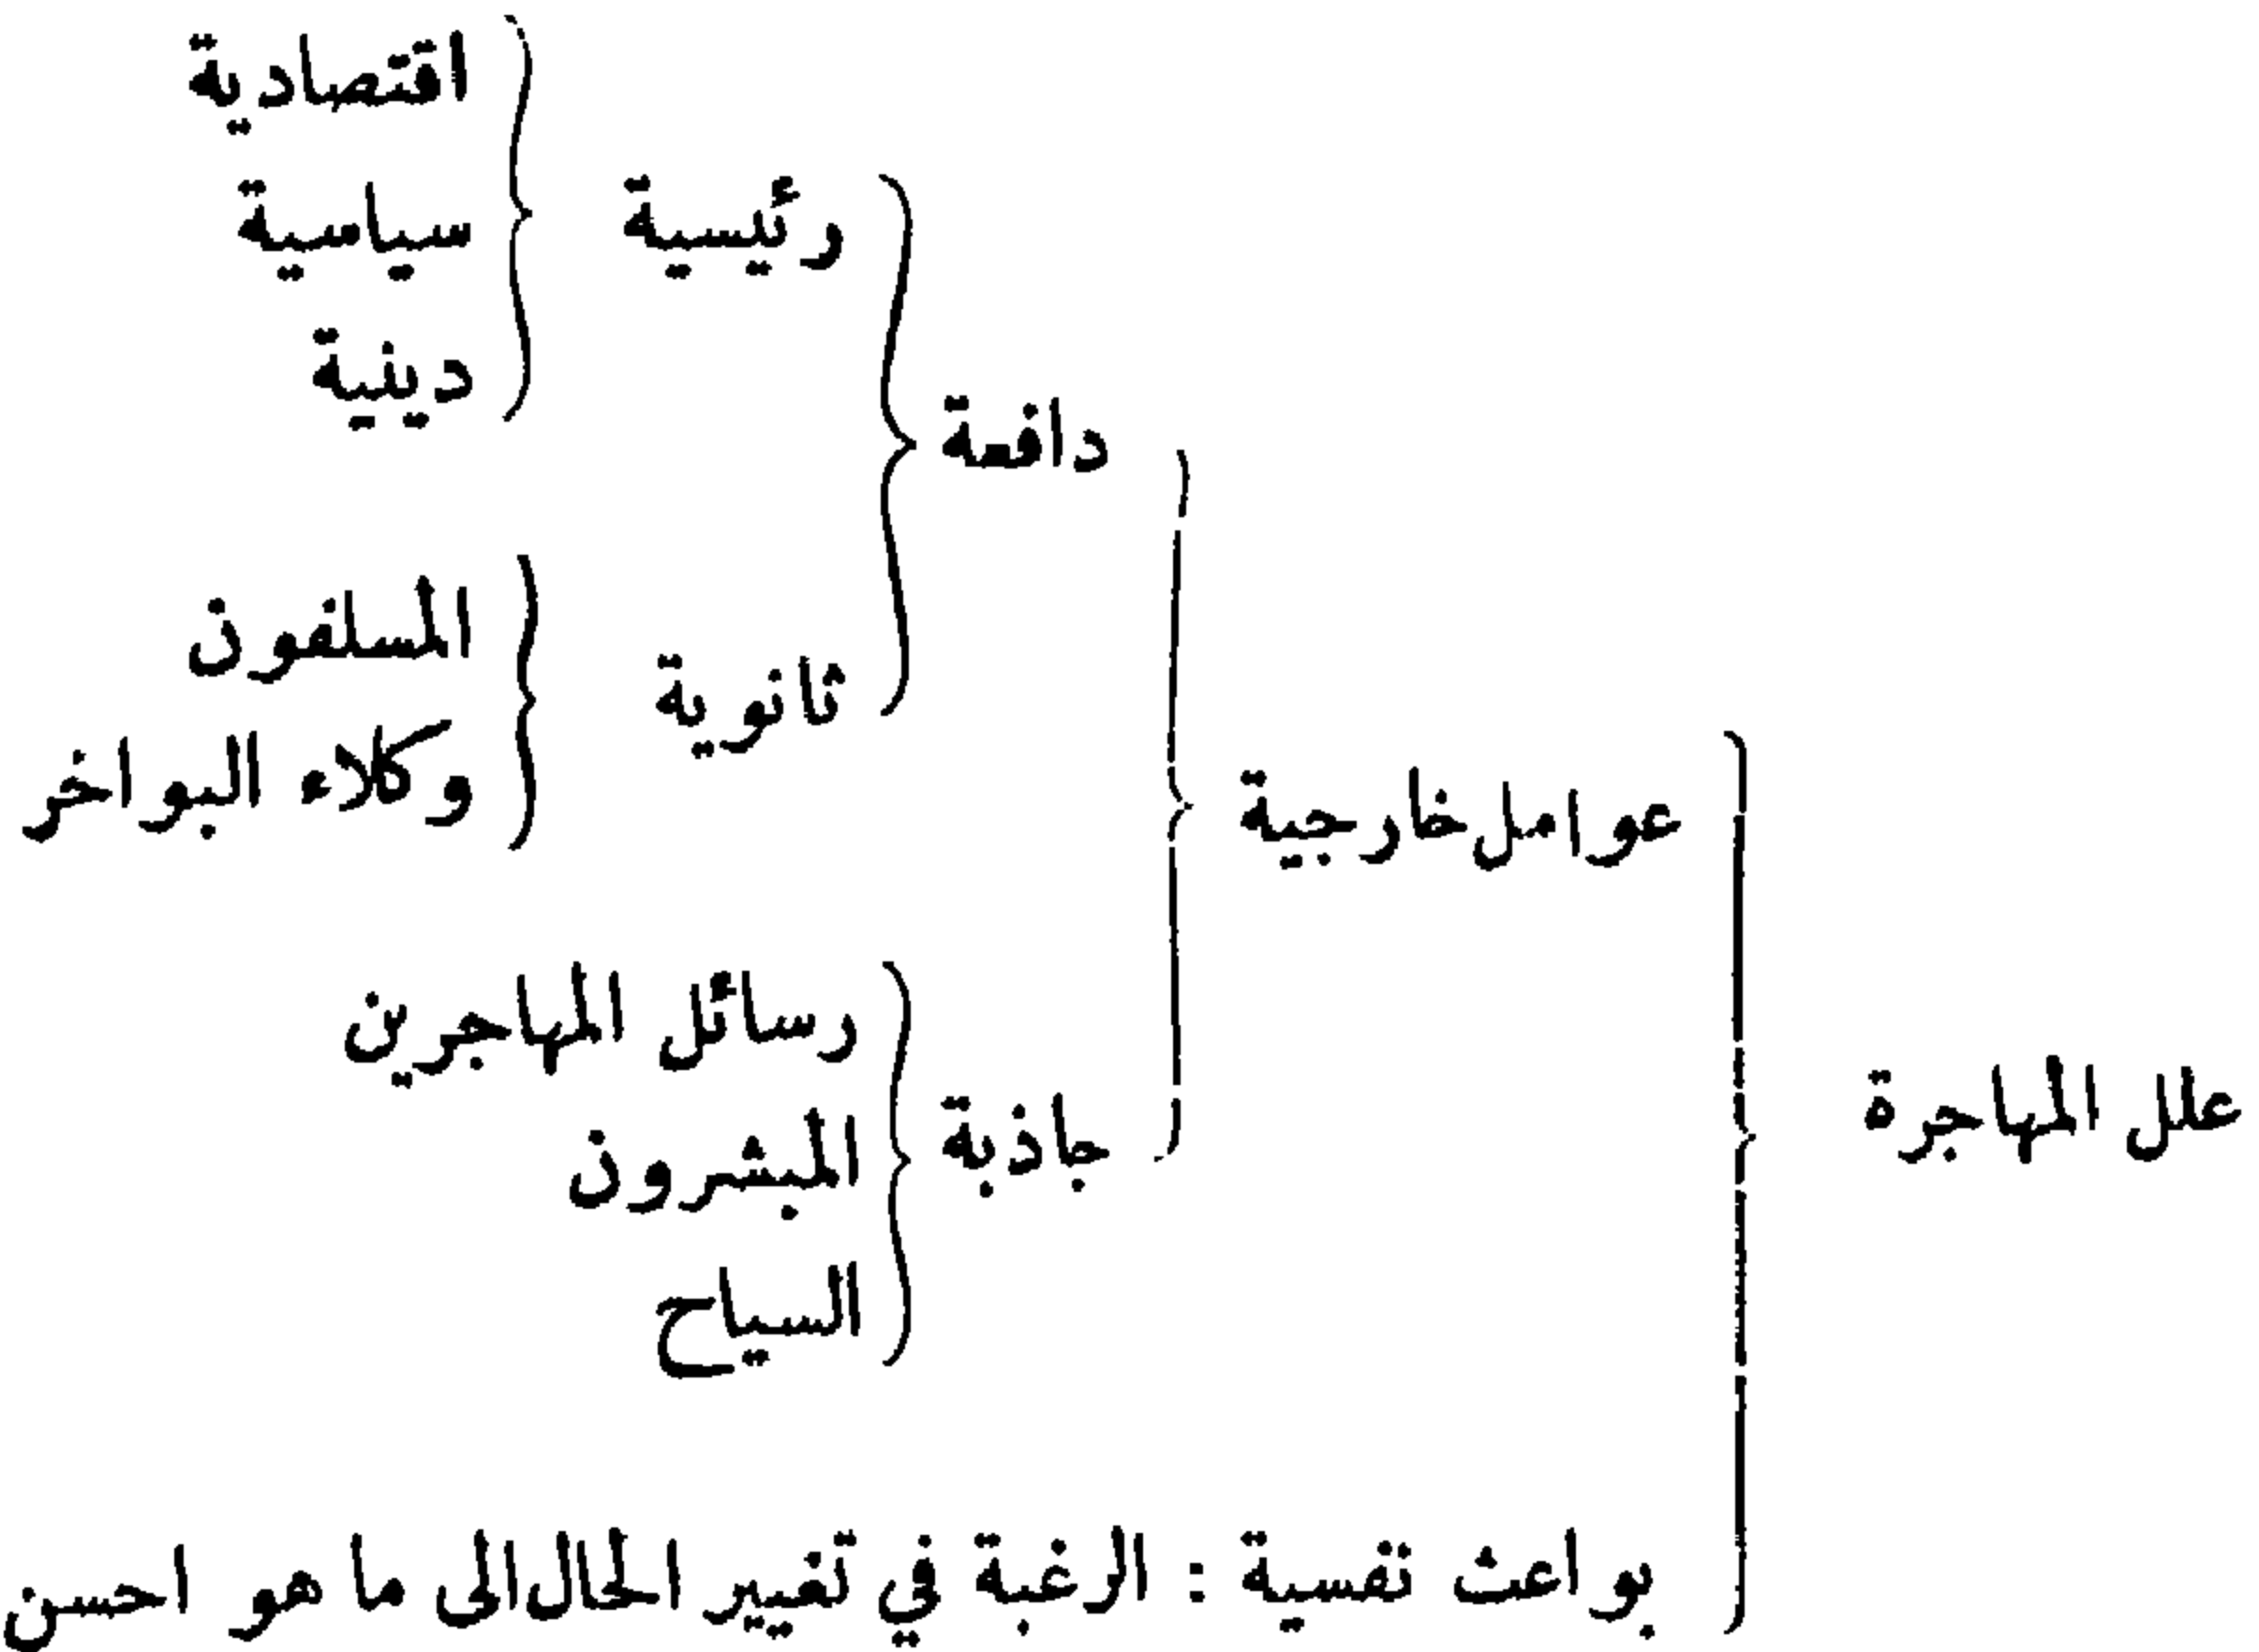 علل المهاجرة
عوامل خارجية
دافعة
رئيسية
اقتصادية
سياسية
دينية
ثانوية
المسلفون
وكلاء البواخر
جاذبة
رسائل المهاجرين
المبشرون
السياح
بواعث نفسية : الرغبة في تغيير الحال الى ما هو احسن